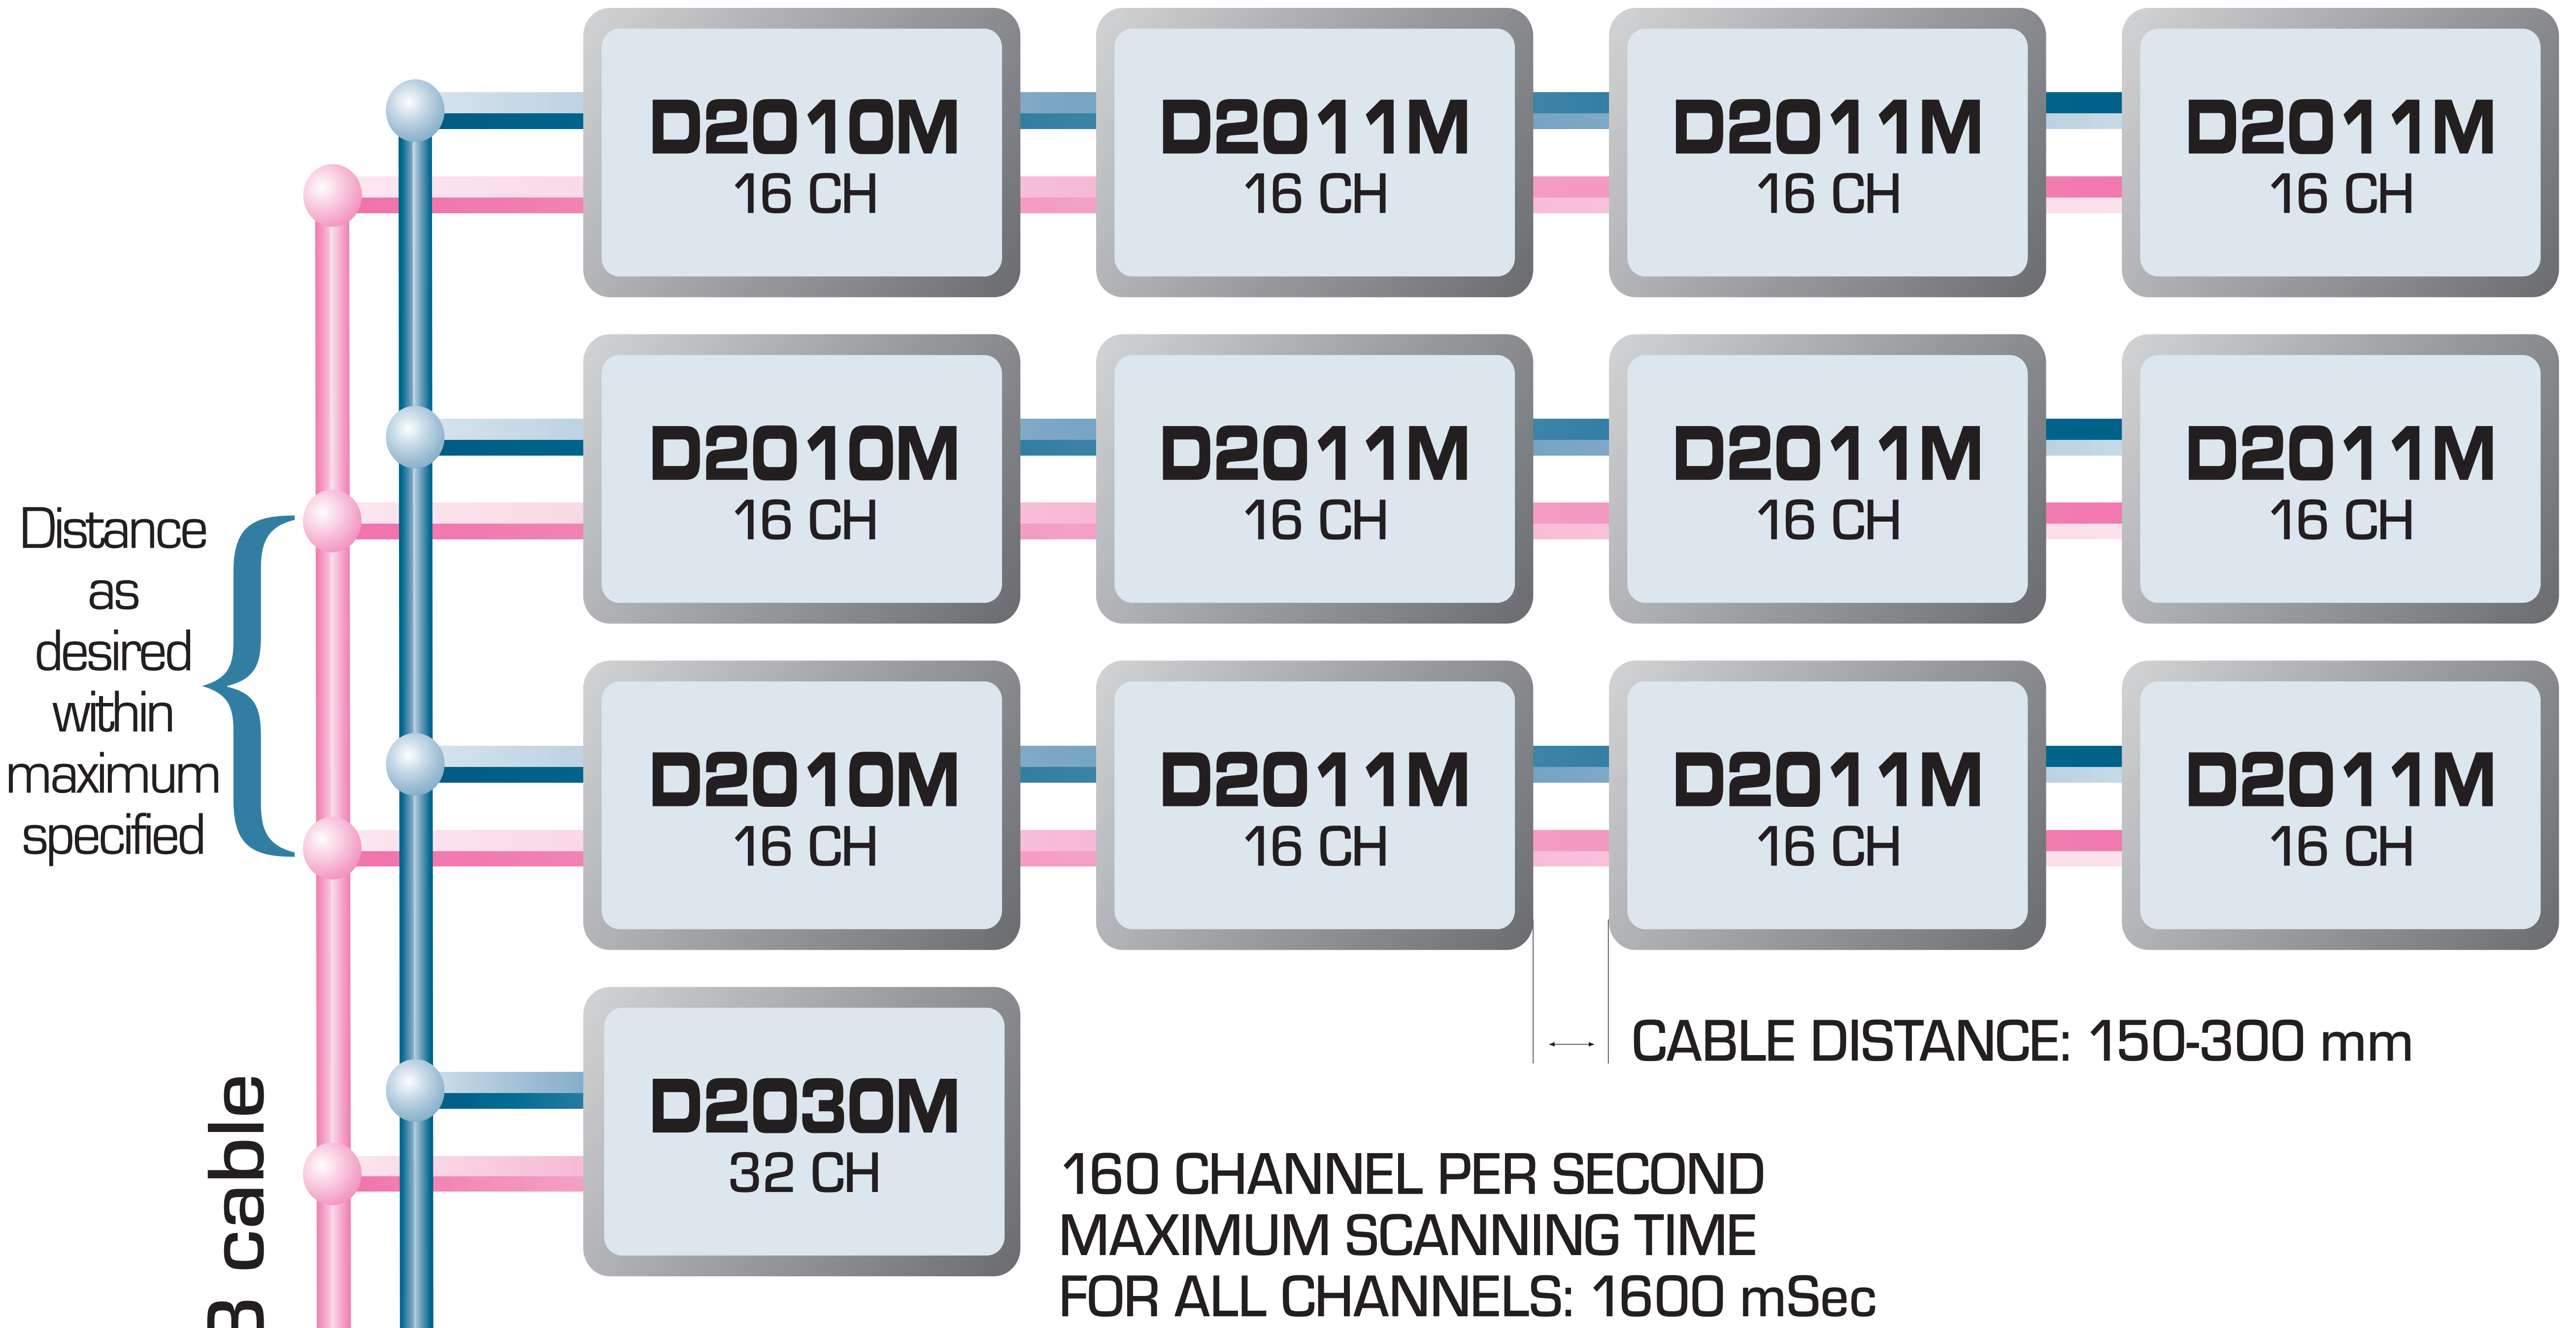 D2010M
16 CH
D2011M
16 CH
D2011M
16 CH
D2011M
16 CH
D2010M
16 CH
D2011M
16 CH
D2011M
16 CH
D2011M
16 CH
Distance
as
desired
within
maximum
specified
D2010M
16 CH
D2011M
16 CH
D2011M
16 CH
D2011M
16 CH
CABLE DISTANCE: 150-300 mm
cable
D2030M
32 CH
160 CHANNEL PER SECOND
MAXIMUM SCANNING TIME
FOR ALL CHANNELS: 1600 mSec